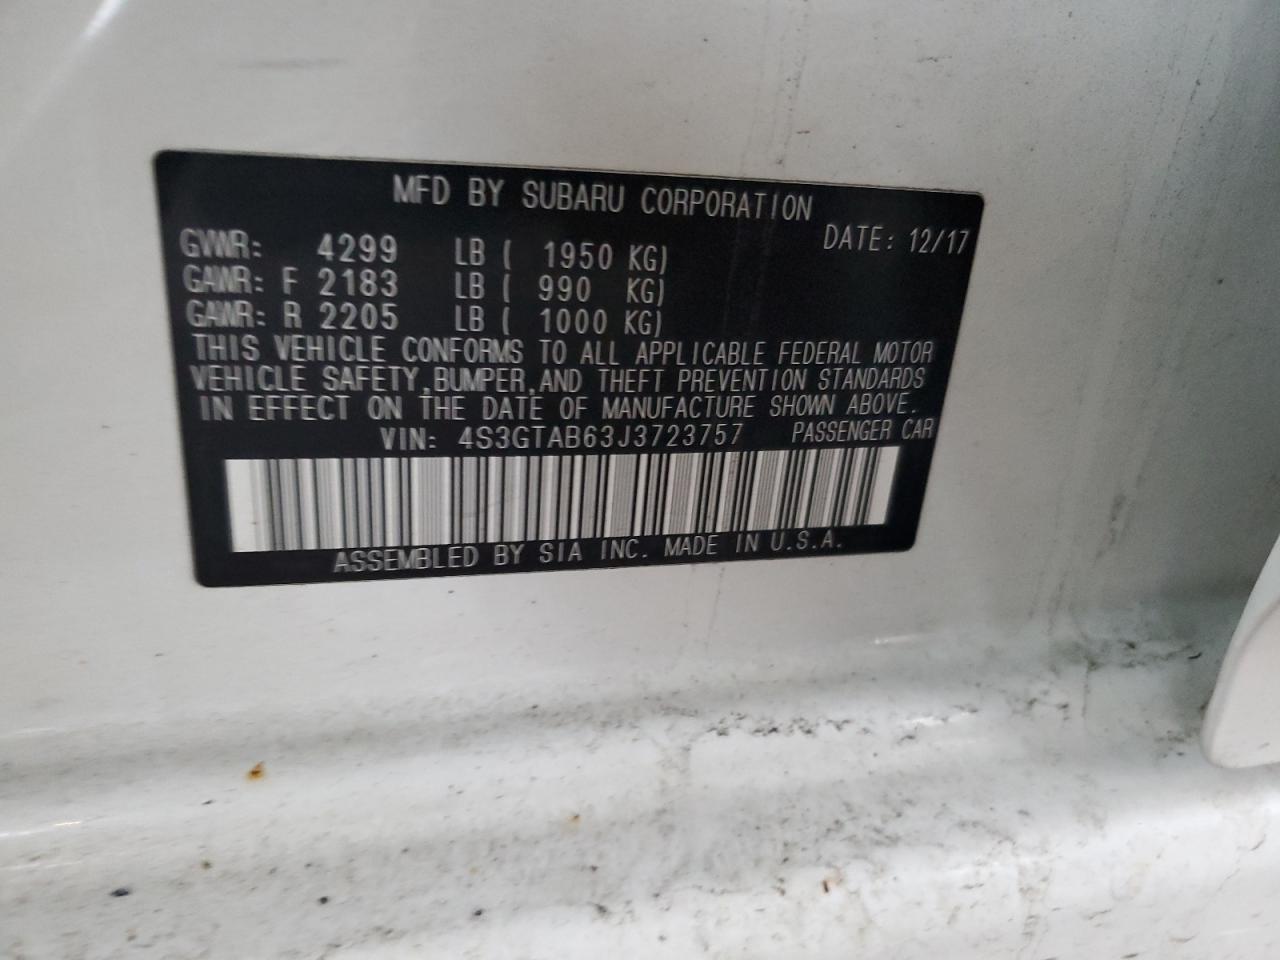 MFD BY SUBARU CORPORATION
DATE: 12/17
GVWR: 4299 LB ( 1950 KG)
GAWR: F 2183 LB ( 990 KG)
GAWR: R 2205 LB ( 1000 KG)
THIS VEHICLE CONFORMS TO ALL APPLICABLE FEDERAL MOTOR
VEHICLE SAFETY,BUMPER,AND THEFT PREVENTION STANDARDS
IN EFFECT ON THE DATE OF MANUFACTURE SHOWN ABOVE.
VIN: 4S3GTAB63J3723757 PASSENGER CAR
ASSEMBLED BY SIA INC. MADE IN U.S.A.